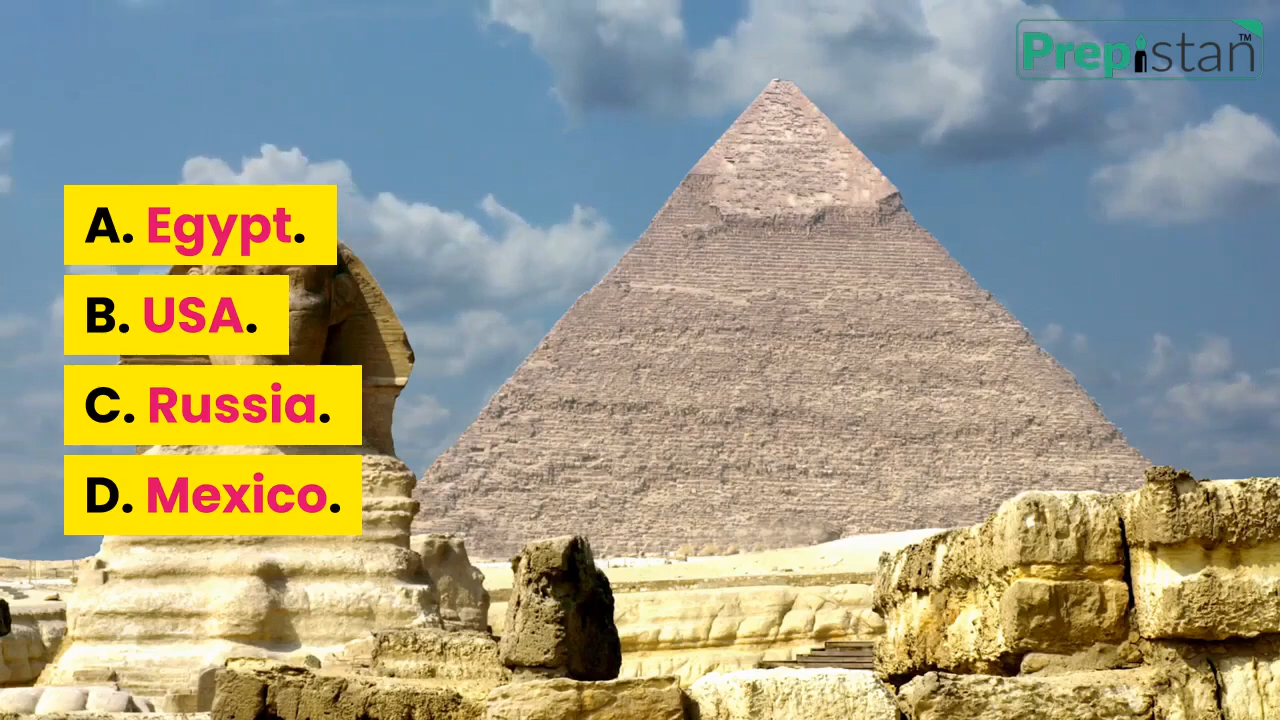 Prepistan™
A. Egypt.
B. USA.
C. Russia.
D. Mexico.